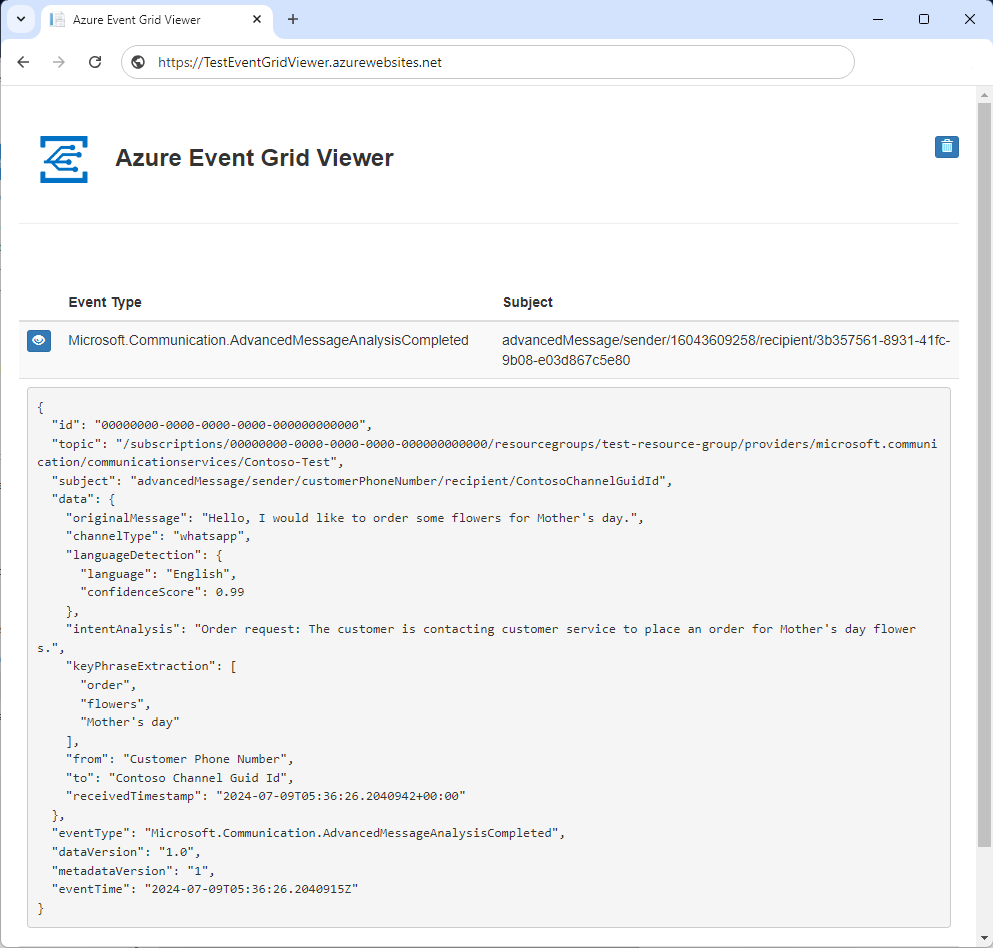 Azure Event Grid Viewer
https://TestEventGridViewer.azurewebsites.net
Azure Event Grid Viewer
Event Type Subject
Microsoft.Communication.AdvancedMessageAnalysisCompleted advancedMessage/sender/16043609258/recipient/3b357561-8931-41fc-
9b08-e03d867c5e80
{
"id": "00000000-0000-0000-0000-000000000000",
"topic": "/subscriptions/00000000-0000-0000-0000-000000000000/resourcegroups/test-resource-group/providers/microsoft.communi
cation/communicationservices/Contoso-Test",
"subject": "advancedMessage/sender/customerPhoneNumber/recipient/ContosoChannelGuidId",
"data": {
"originalMessage": "Hello, I would like to order some flowers for Mother's day.",
"channelType": "whatsapp",
"languageDetection": {
"language": "English",
"confidenceScore": 0.99
},
"intentAnalysis": "Order request: The customer is contacting customer service to place an order for Mother's day flower
s.",
"keyPhraseExtraction": [
"order",
"flowers",
"Mother's day"
],
"from": "Customer Phone Number",
"to": "Contoso Channel Guid Id",
"receivedTimestamp": "2024-07-09T05:36:26.2040942+00:00"
},
"eventType": "Microsoft.Communication.AdvancedMessageAnalysisCompleted",
"dataVersion": "1.0",
"metadataVersion": "1",
"eventTime": "2024-07-09T05:36:26.2040915Z"
}